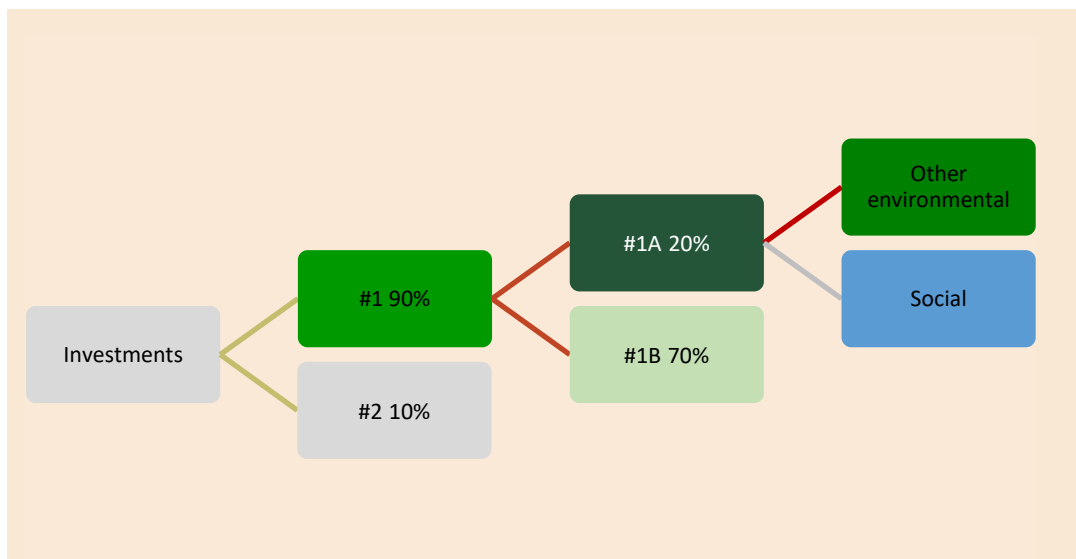 Investments
#1 90%
#2 10%
#1A 20%
#1B 70%
Other
environmental
Social